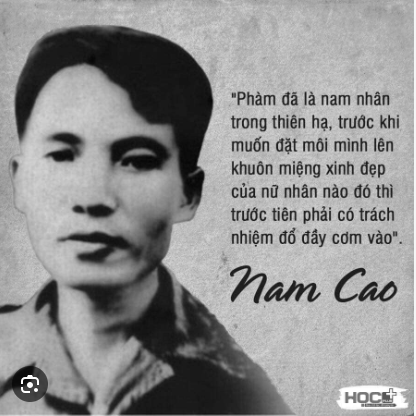 "Phàm đã là nam nhân
trong thiên hạ, trước khi
muốn đặt môi mình lên
khuôn miệng xinh đẹp
của nữ nhân nào đó thì
trước tiên phải có trách
nhiệm đổ đầy cơm vào".
Nam Cao
HOC